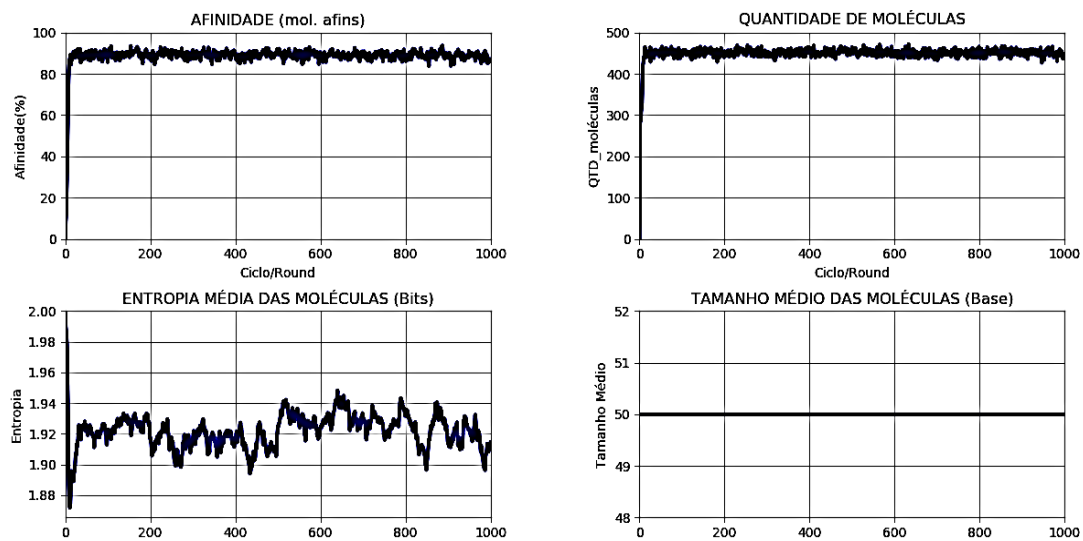 AFINIDADE (mol. afins)
100
80
60
40
20
0
Afinidade(%)
0 200 400 600 800 1000
Ciclo/Round
QUANTIDADE DE MOLÉCULAS
500
400
300
200
100
0
QTD_moléculas
0 200 400 600 800 1000
Ciclo/Round
ENTROPIA MÉDIA DAS MOLÉCULAS (Bits)
2.00
1.98
1.96
1.94
1.92
1.90
1.88
Entropia
0 200 400 600 800 1000
TAMANHO MÉDIO DAS MOLÉCULAS (Base)
52
51
50
49
48
Tamanho Médio
0 200 400 600 800 1000